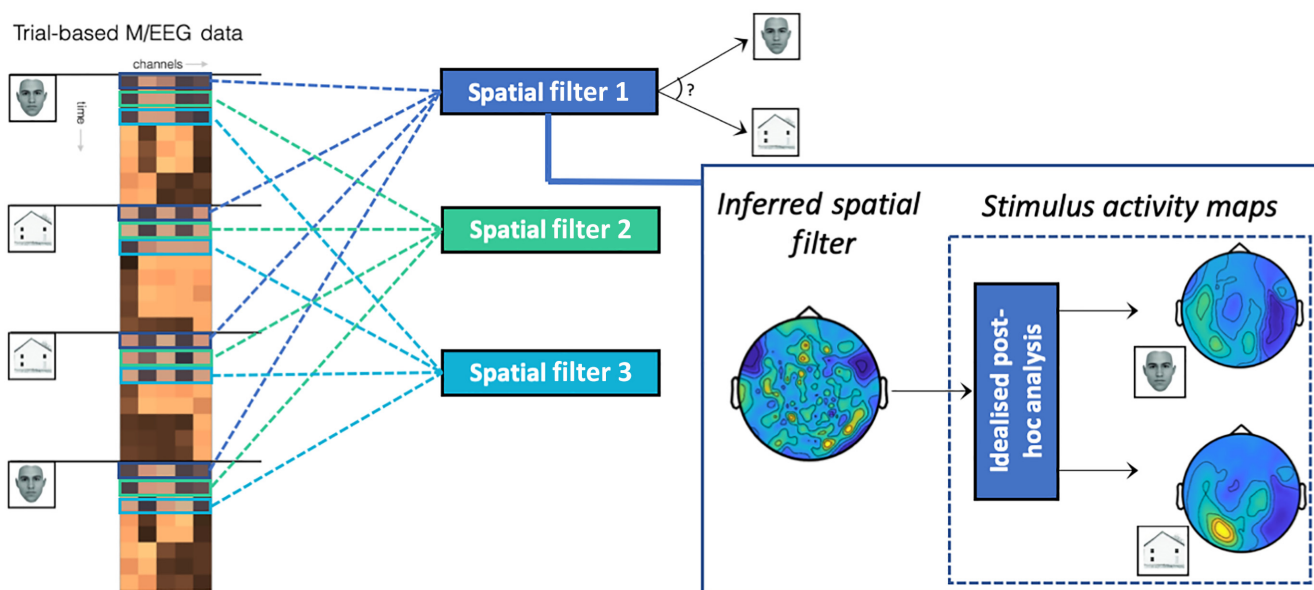 Trial-based M/EEG data
channels
time
Spatial filter 1
?
Spatial filter 2
Spatial filter 3
Inferred spatial
filter
Stimulus activity maps
Idealised post-
hoc analysis